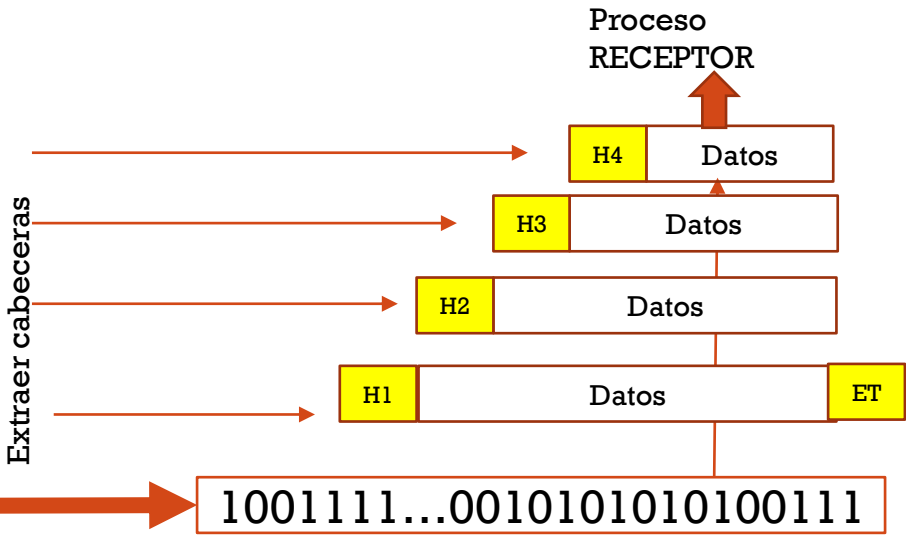 Proceso
RECEPTOR
H4 Datos
H3 Datos
H2 Datos
H1 Datos ET
Extraer cabeceras
1001111...0010101010100111